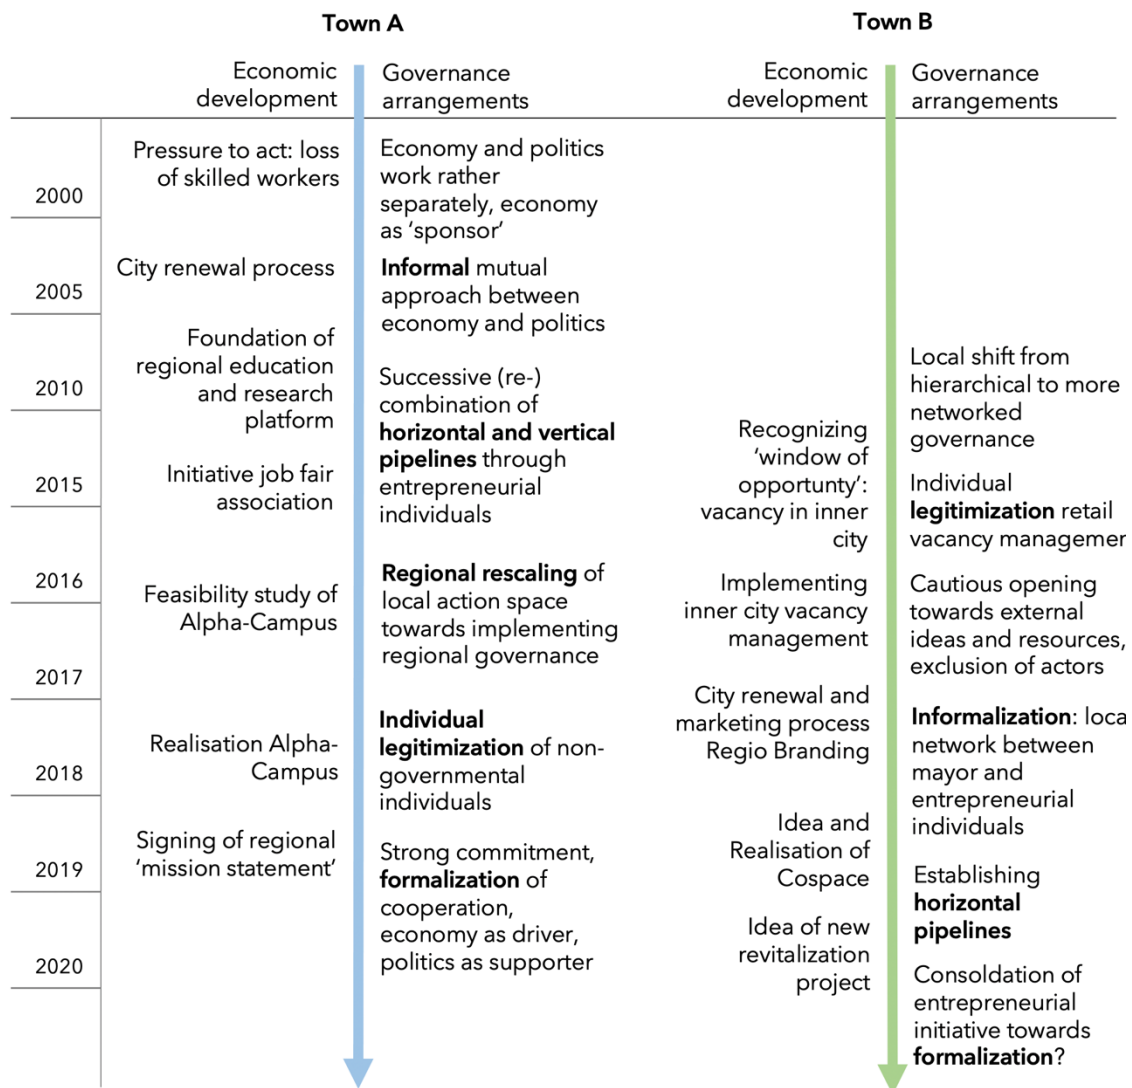 Town A
Town B
Economic
development
Governance
arrangements
Economic
development
Governance
arrangements
2000
2005
2010
2015
2016
2017
2018
2019
2020
Pressure to act: loss
of skilled workers
City renewal process
Foundation of
regional education
and research
platform
Initiative job fair
association
Feasibility study of
Alpha-Campus
Realisation Alpha-
Campus
Signing of regional
‘mission statement’
Economy and politics
work rather
separately, economy
as ‘sponsor’
Informal mutual
approach between
economy and politics
Successive (re-)
combination of
horizontal and vertical
pipelines through
entrepreneurial
individuals
Regional rescaling of
local action space
towards implementing
regional governance
Individual
legitimization of non-
governmental
individuals
Strong commitment,
formalization of
cooperation,
economy as driver,
politics as supporter
Recognizing
‘window of
opportunity’:
vacancy in inner
city
Implementing
inner city vacancy
management
City renewal and
marketing process
Regio Branding
Idea and
Realisation of
Cospace
Idea of new
revitalization
project
Local shift from
hierarchical to more
networked
governance
Individual
legitimization retail
vacancy managemen
Cautious opening
towards external
ideas and resources,
exclusion of actors
Informalization: loca
network between
mayor and
entrepreneurial
individuals
Establishing
horizontal
pipelines
Consoldation of
entrepreneurial
initiative towards
formalization?